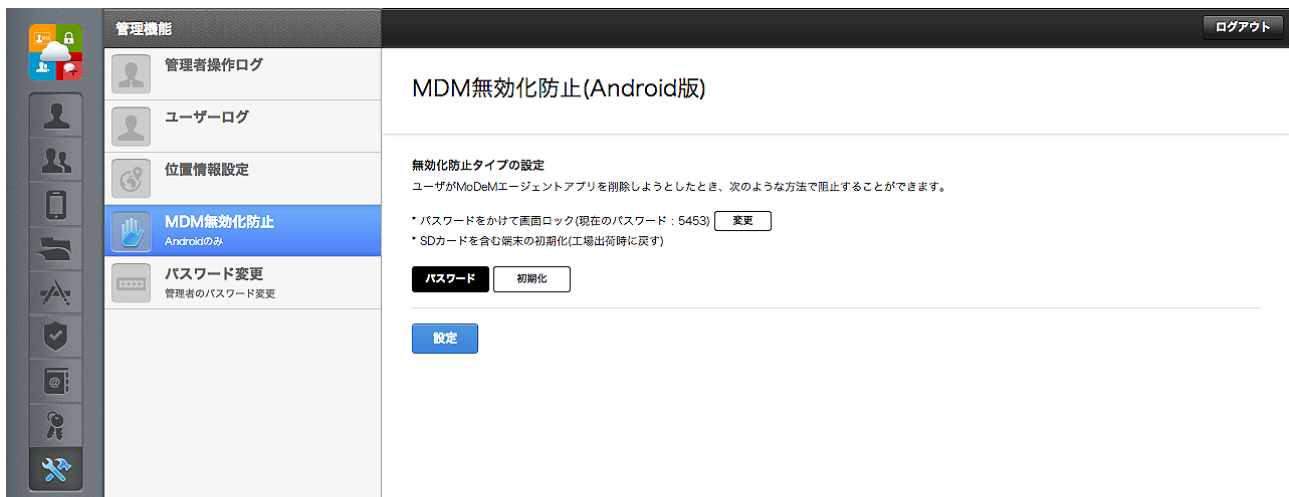 管理機能
ログアウト
管理者操作ログ
ユーザーログ
位置情報設定
MDM無効化防止
Androidのみ
パスワード変更
管理者のパスワード変更
MDM無効化防止(Android版)
無効化防止タイプの設定
ユーザがMoDeMエージェントアプリを削除しようとしたとき、次のような方法で阻止することができます。
* パスワードをかけて画面ロック(現在のパスワード : 5453) 変更
* SDカードを含む端末の初期化(工場出荷時に戻す)
パスワード 初期化
設定